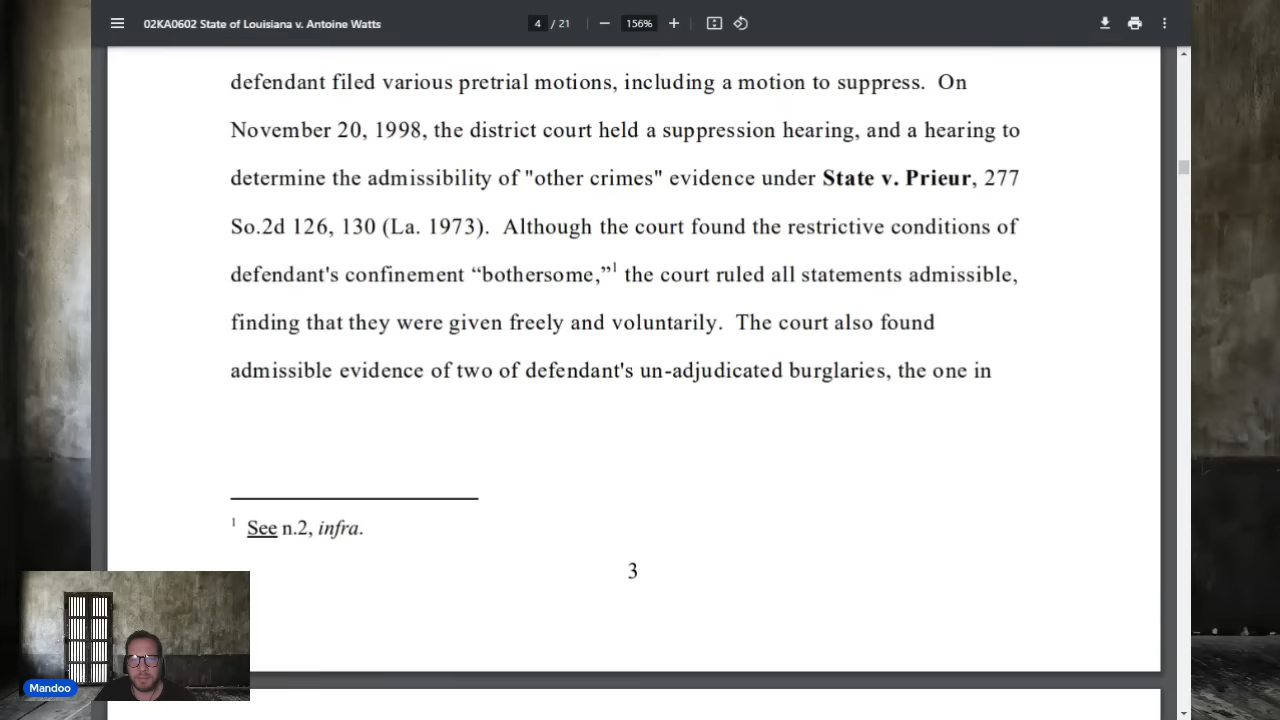 02KA0602 State of Louisiana v. Antoine Watts
4 / 21
156%
defendant filed various pretrial motions, including a motion to suppress.  On
November 20, 1998, the district court held a suppression hearing, and a hearing to
determine the admissibility of "other crimes" evidence under State v. Prieur, 277
So.2d 126, 130 (La. 1973).  Although the court found the restrictive conditions of
defendant's confinement “bothersome,”1 the court ruled all statements admissible,
finding that they were given freely and voluntarily.  The court also found
admissible evidence of two of defendant's un-adjudicated burglaries, the one in
1 See n.2, infra.
3
Mandoo